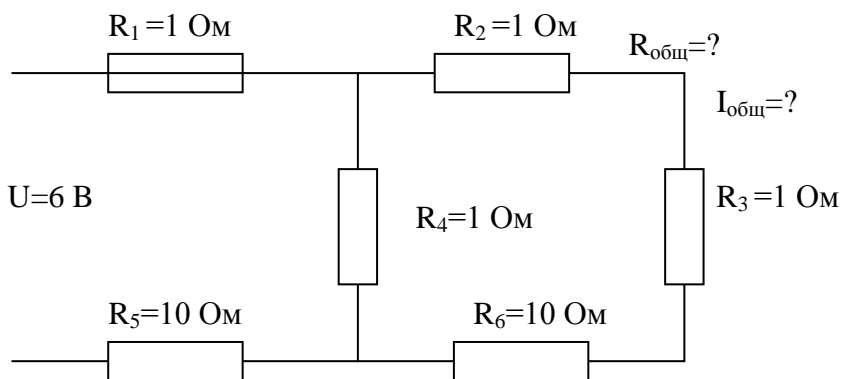 R₁ =1 Ом
R₂ =1 Ом
Rобщ=?
Iобщ=?
U=6 В
R₄=1 Ом
R₃ =1 Ом
R₅=10 Ом
R₆=10 Ом